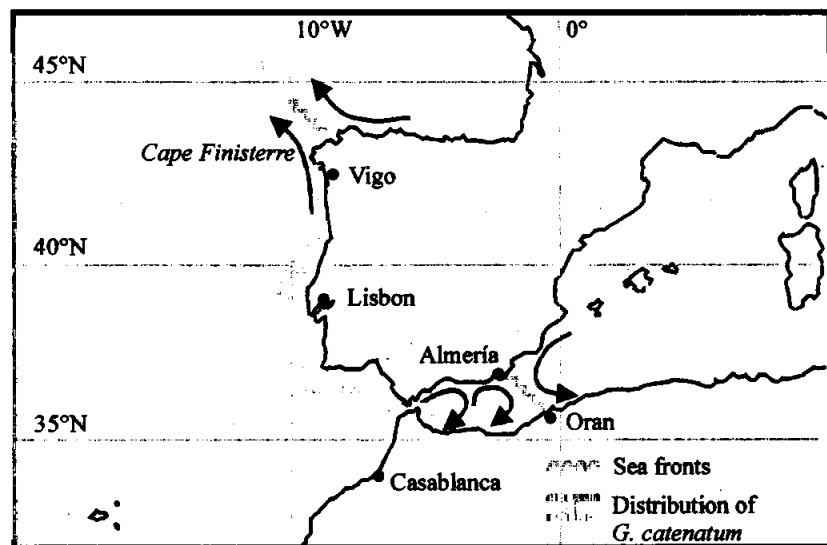 10°W 0°
45°N
Cape Finisterre
Vigo
40°N
Lisbon
Almería
35°N
Oran
Casablanca
Sea fronts
Distribution of
G. catenatum